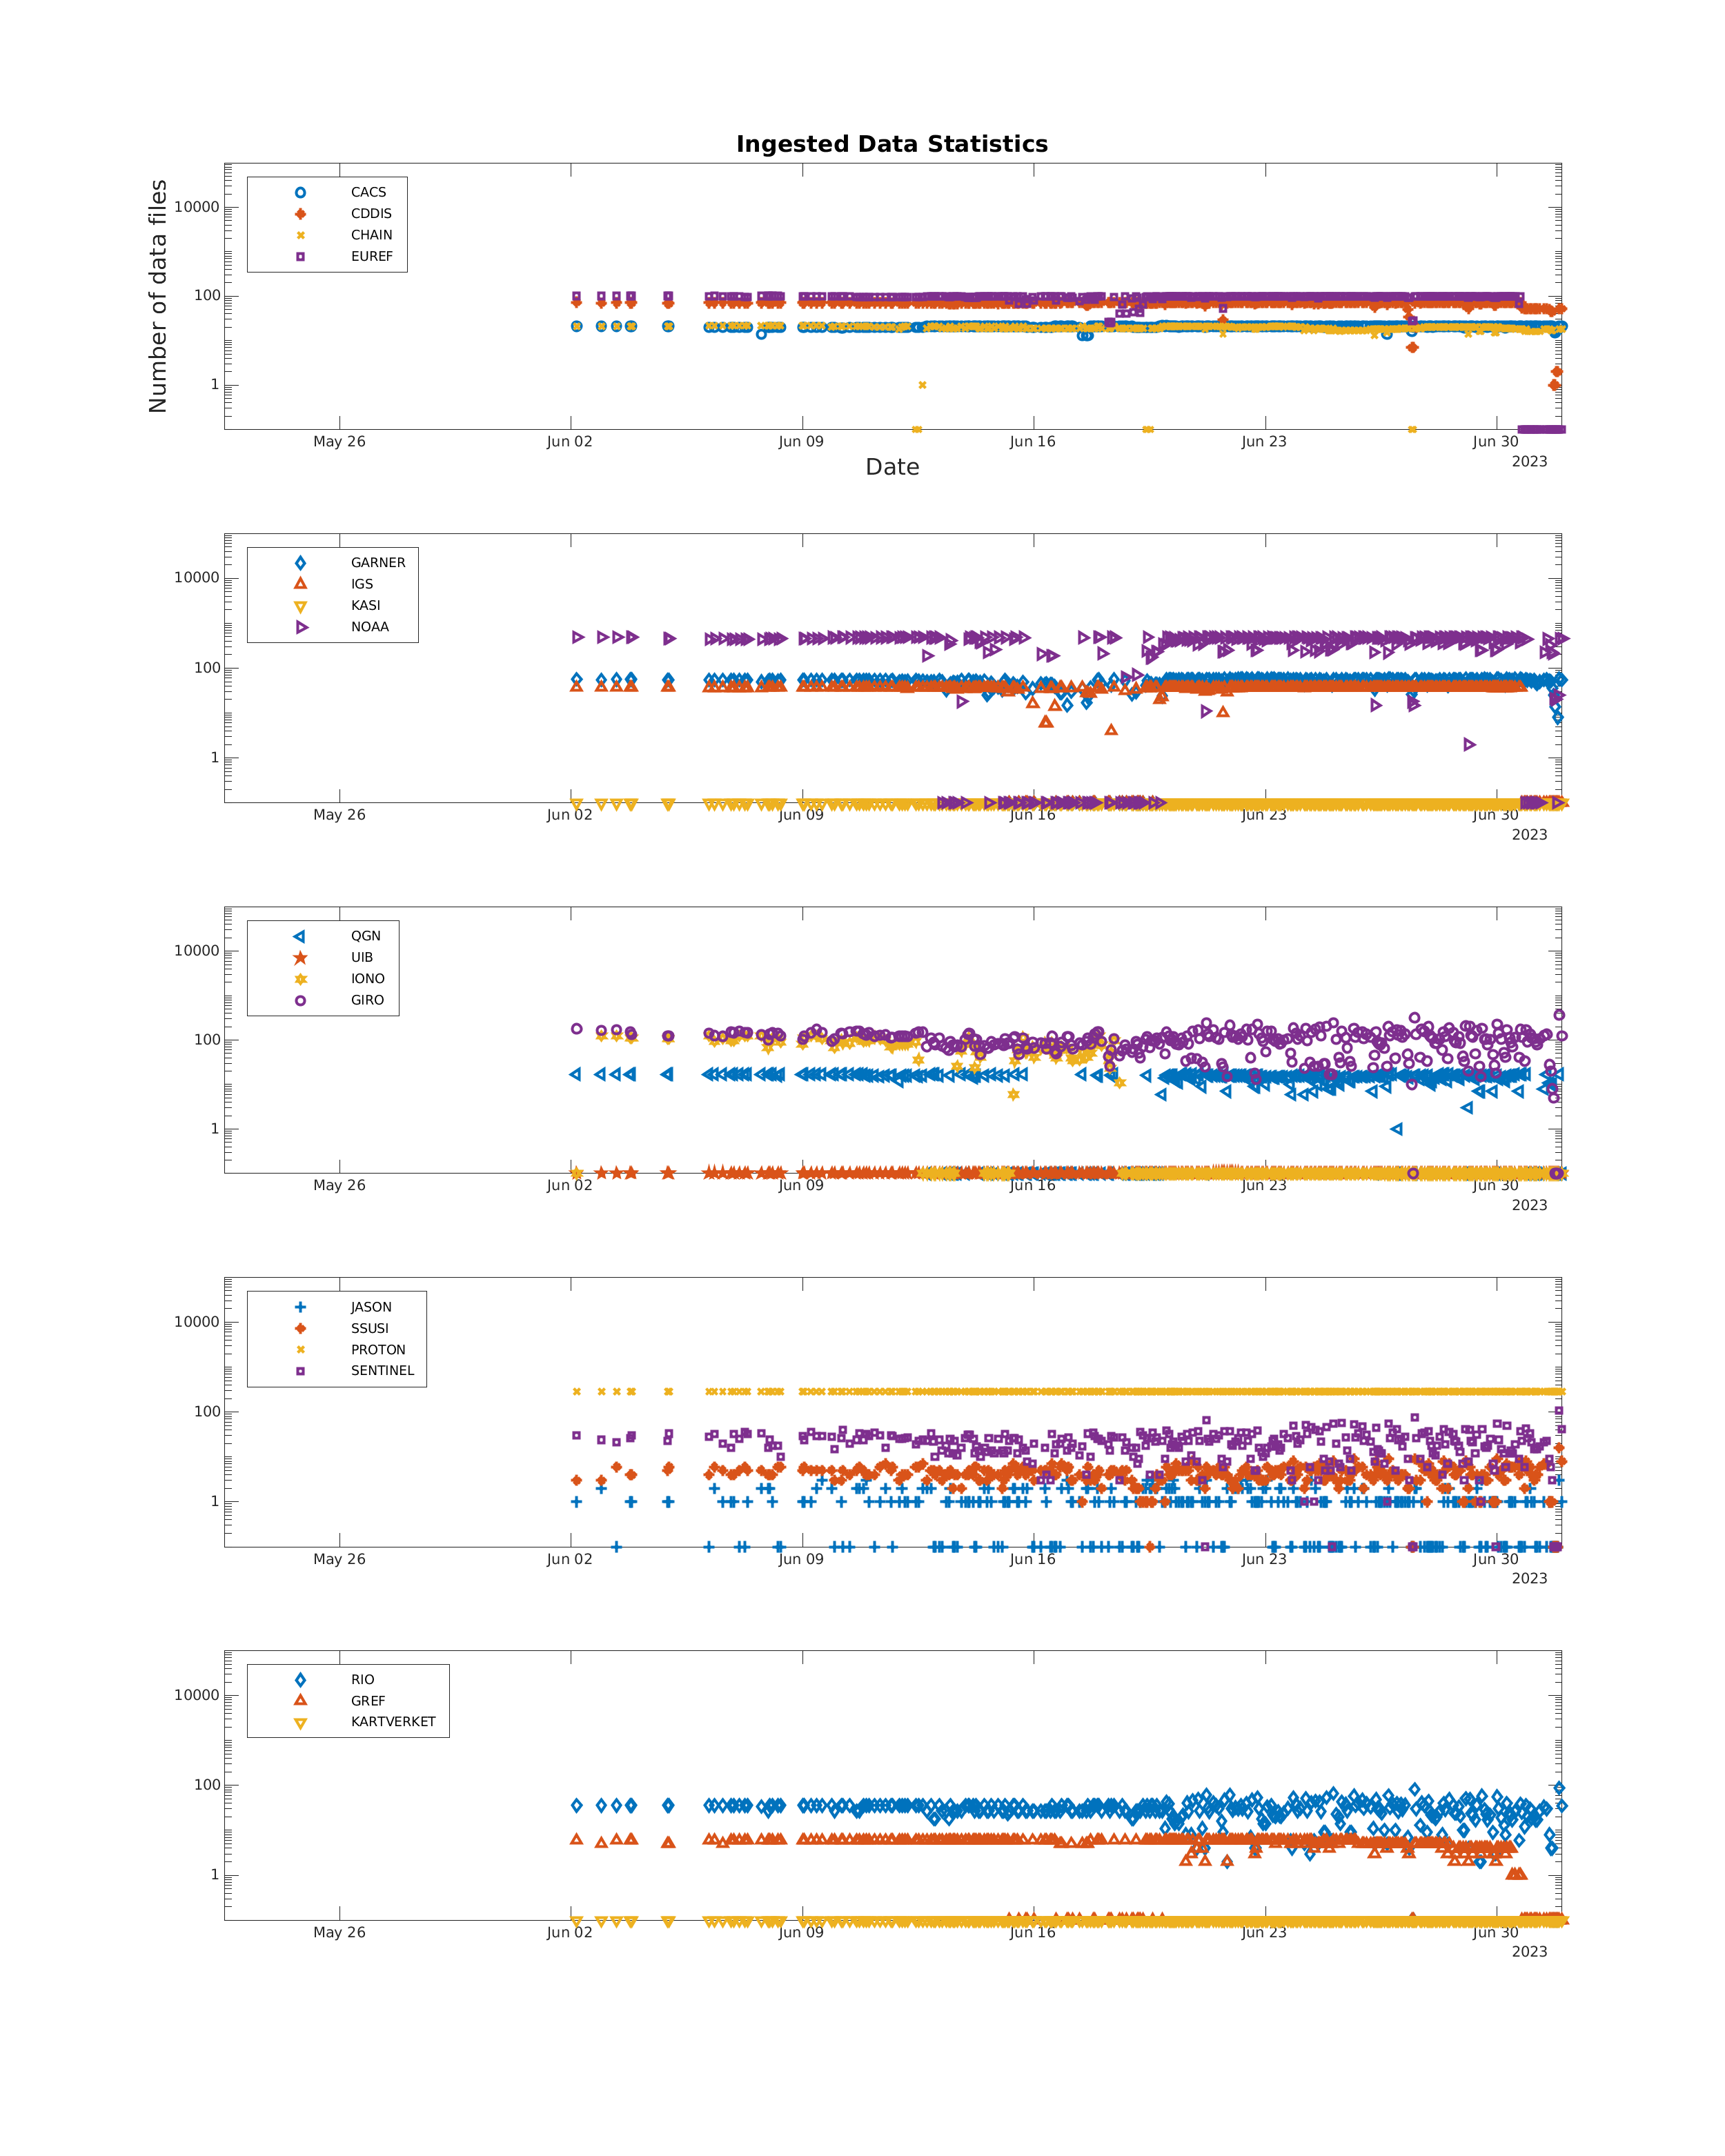 Ingested Data Statistics
Number of data files
10000
100
1
CACS
CDDIS
CHAIN
EUREF
May 26
Jun 02
Jun 09
Jun 16
Jun 23
Jun 30
2023
Date
10000
100
1
GARNER
IGS
KASI
NOAA
May 26
Jun 02
Jun 09
Jun 16
Jun 23
Jun 30
2023
10000
100
1
QGN
UIB
IONO
GIRO
May 26
Jun 02
Jun 09
Jun 16
Jun 23
Jun 30
2023
10000
100
1
JASON
SSUSI
PROTON
SENTINEL
May 26
Jun 02
Jun 09
Jun 16
Jun 23
Jun 30
2023
10000
100
1
RIO
GREF
KARTVERKET
May 26
Jun 02
Jun 09
Jun 16
Jun 23
Jun 30
2023